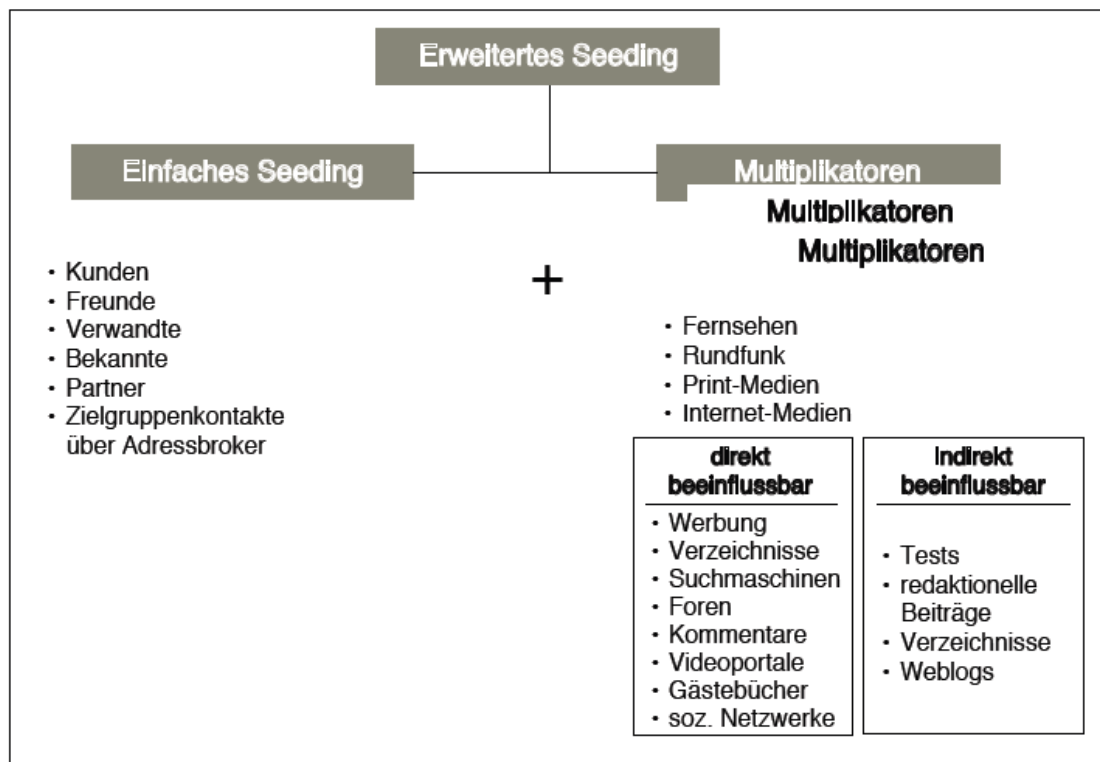 Erweitertes Seeding
Einfaches Seeding
Multiplikatoren
Multiplikatoren
Multiplikatoren
• Kunden
• Freunde
• Verwandte
• Bekannte
• Partner
• Zielgruppenkontakte
über Adressbroker
+
• Fernsehen
• Rundfunk
• Print-Medien
• Internet-Medien
direkt
beeinflussbar
• Werbung
• Verzeichnisse
• Suchmaschinen
• Foren
• Kommentare
• Videoportale
• Gästebücher
• soz. Netzwerke
indirekt
beeinflussbar
• Tests
• redaktionelle
Beiträge
• Verzeichnisse
• Weblogs